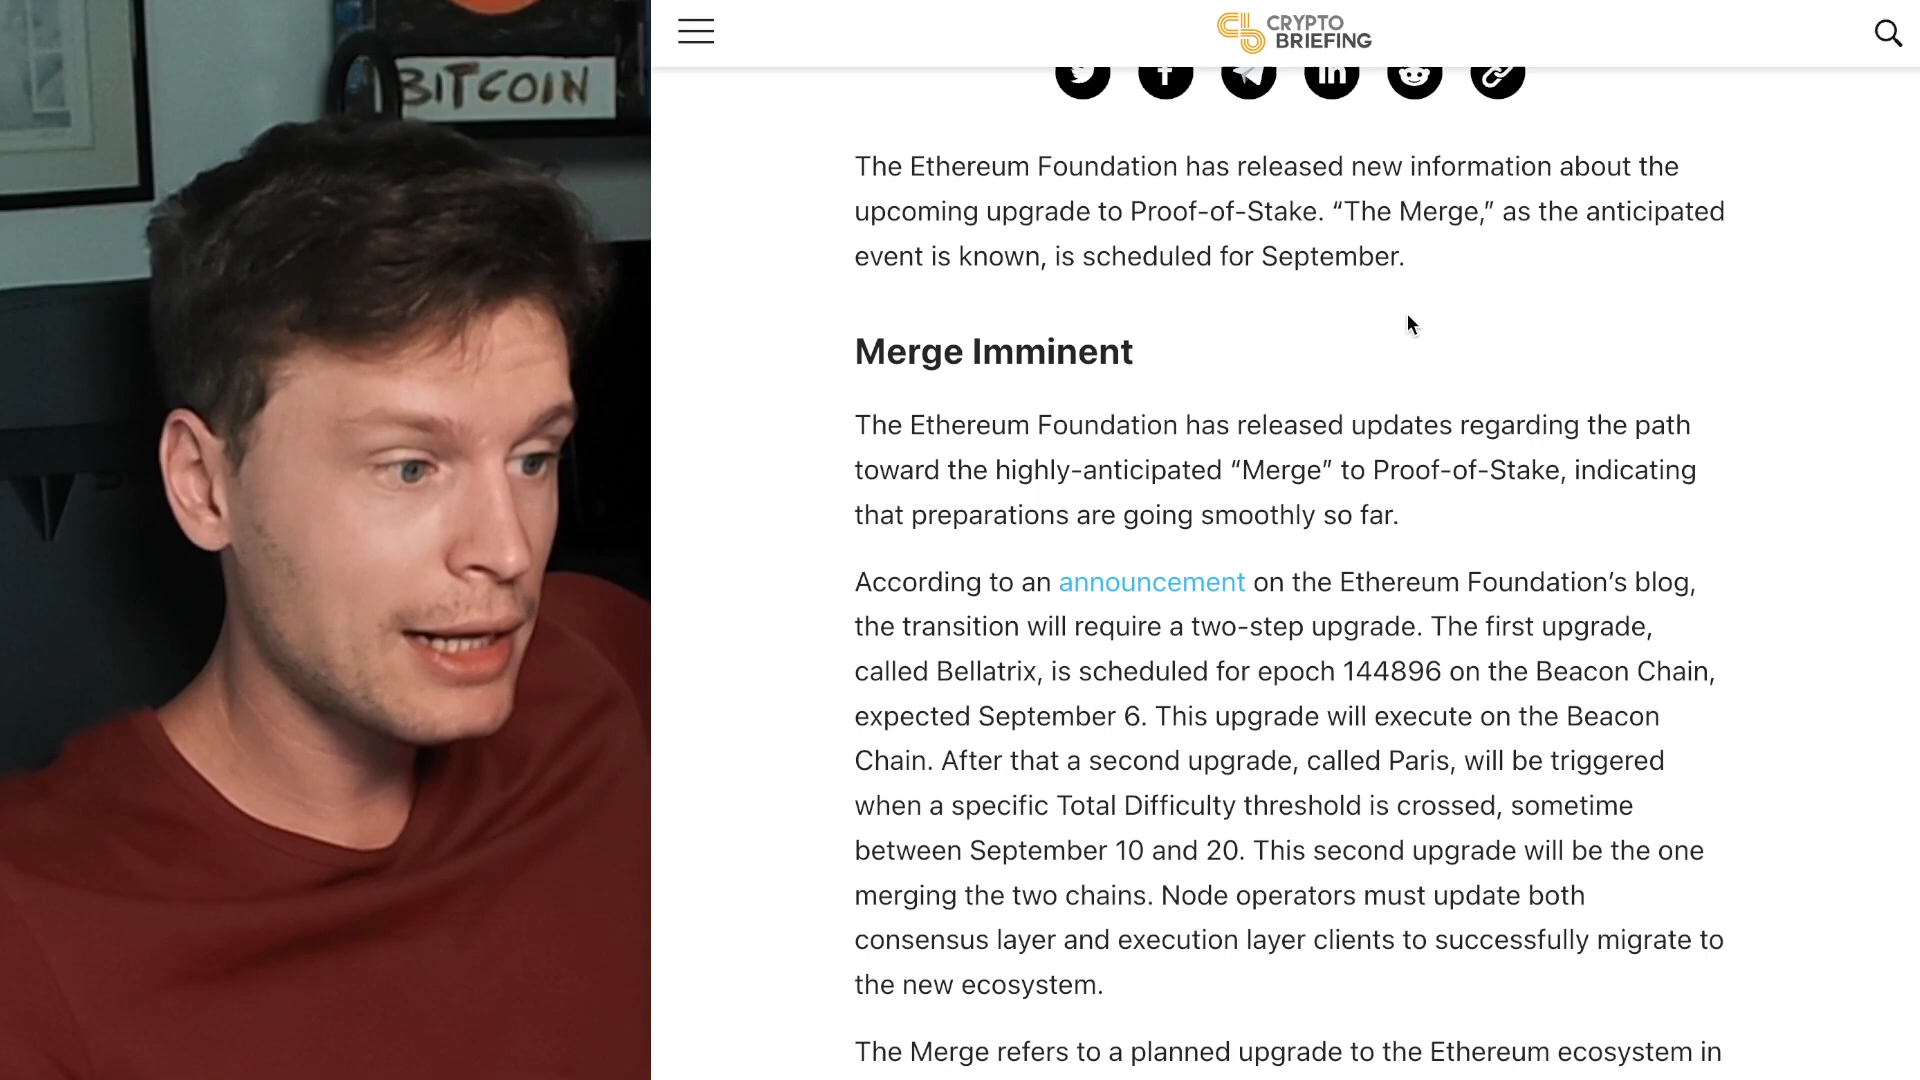 BITCOIN
CRYPTO
BRIEFING
The Ethereum Foundation has released new information about the
upcoming upgrade to Proof-of-Stake. “The Merge,” as the anticipated
event is known, is scheduled for September.
Merge Imminent
The Ethereum Foundation has released updates regarding the path
toward the highly-anticipated “Merge” to Proof-of-Stake, indicating
that preparations are going smoothly so far.
According to an announcement on the Ethereum Foundation’s blog,
the transition will require a two-step upgrade. The first upgrade,
called Bellatrix, is scheduled for epoch 144896 on the Beacon Chain,
expected September 6. This upgrade will execute on the Beacon
Chain. After that a second upgrade, called Paris, will be triggered
when a specific Total Difficulty threshold is crossed, sometime
between September 10 and 20. This second upgrade will be the one
merging the two chains. Node operators must update both
consensus layer and execution layer clients to successfully migrate to
the new ecosystem.
The Merge refers to a planned upgrade to the Ethereum ecosystem in